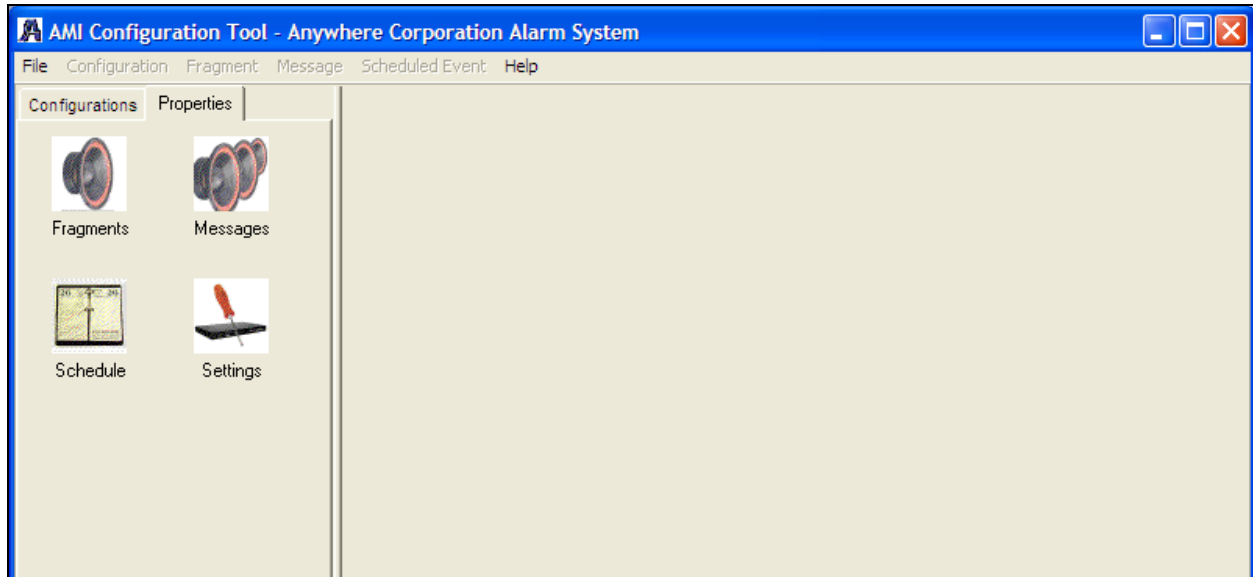 AMI Configuration Tool - Anywhere Corporation Alarm System
File Configuration Fragment Message Scheduled Event Help
Configurations Properties
Fragments Messages
Schedule Settings